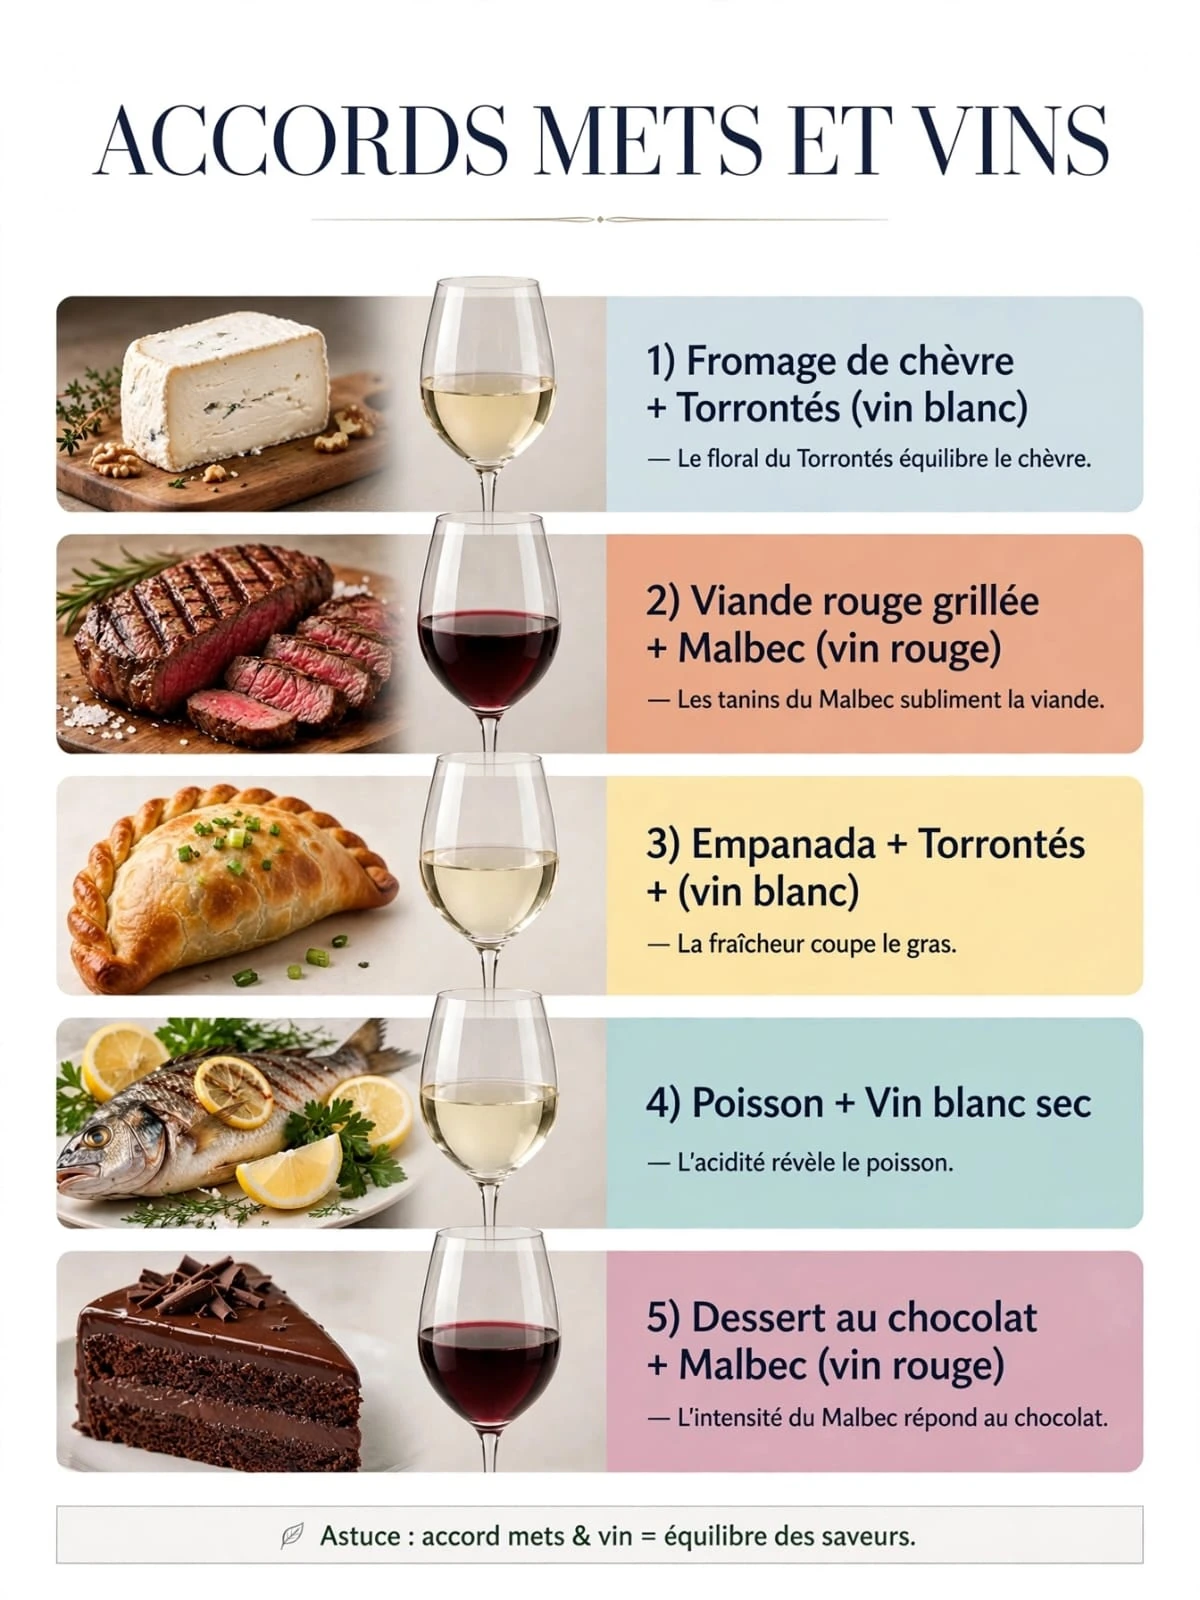 ACCORDS METS ET VINS
1) Fromage de chèvre
+ Torrontés (vin blanc)
— Le floral du Torrontés équilibre le chèvre.
2) Viande rouge grillée
+ Malbec (vin rouge)
— Les tanins du Malbec subliment la viande.
3) Empanada + Torrontés
+ (vin blanc)
— La fraîcheur coupe le gras.
4) Poisson + Vin blanc sec
— L'acidité révèle le poisson.
5) Dessert au chocolat
+ Malbec (vin rouge)
— L'intensité du Malbec répond au chocolat.
Astuce : accord mets & vin = équilibre des saveurs.